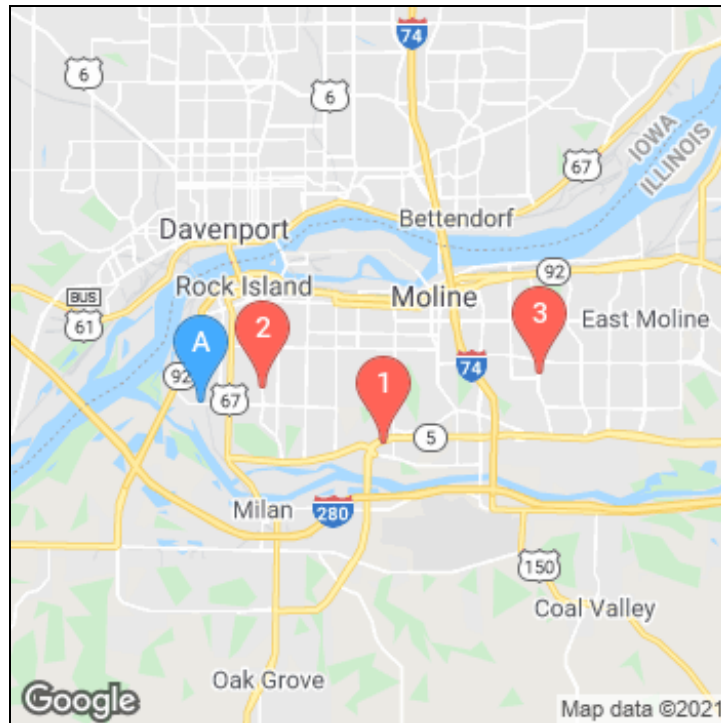 74
6
6
67
IOWA
ILLINOIS
Bettendorf
Davenport
92
Rock Island
Moline
BUS
61
East Moline
A
2
3
92
74
67
1
5
Milan
280
150
Coal Valley
Oak Grove
Google
Map data ©2021